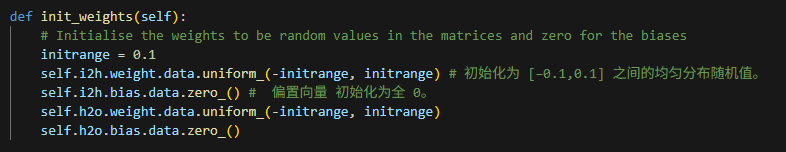 def init_weights(self):
# Initialise the weights to be random values in the matrices and zero for the biases
initrange = 0.1
self.i2h.weight.data.uniform_(-initrange, initrange) # 初始化为 [−0.1,0.1] 之间的均匀分布随机值。
self.i2h.bias.data.zero_() #  偏置向量 初始化为全 0。
self.h2o.weight.data.uniform_(-initrange, initrange)
self.h2o.bias.data.zero_()